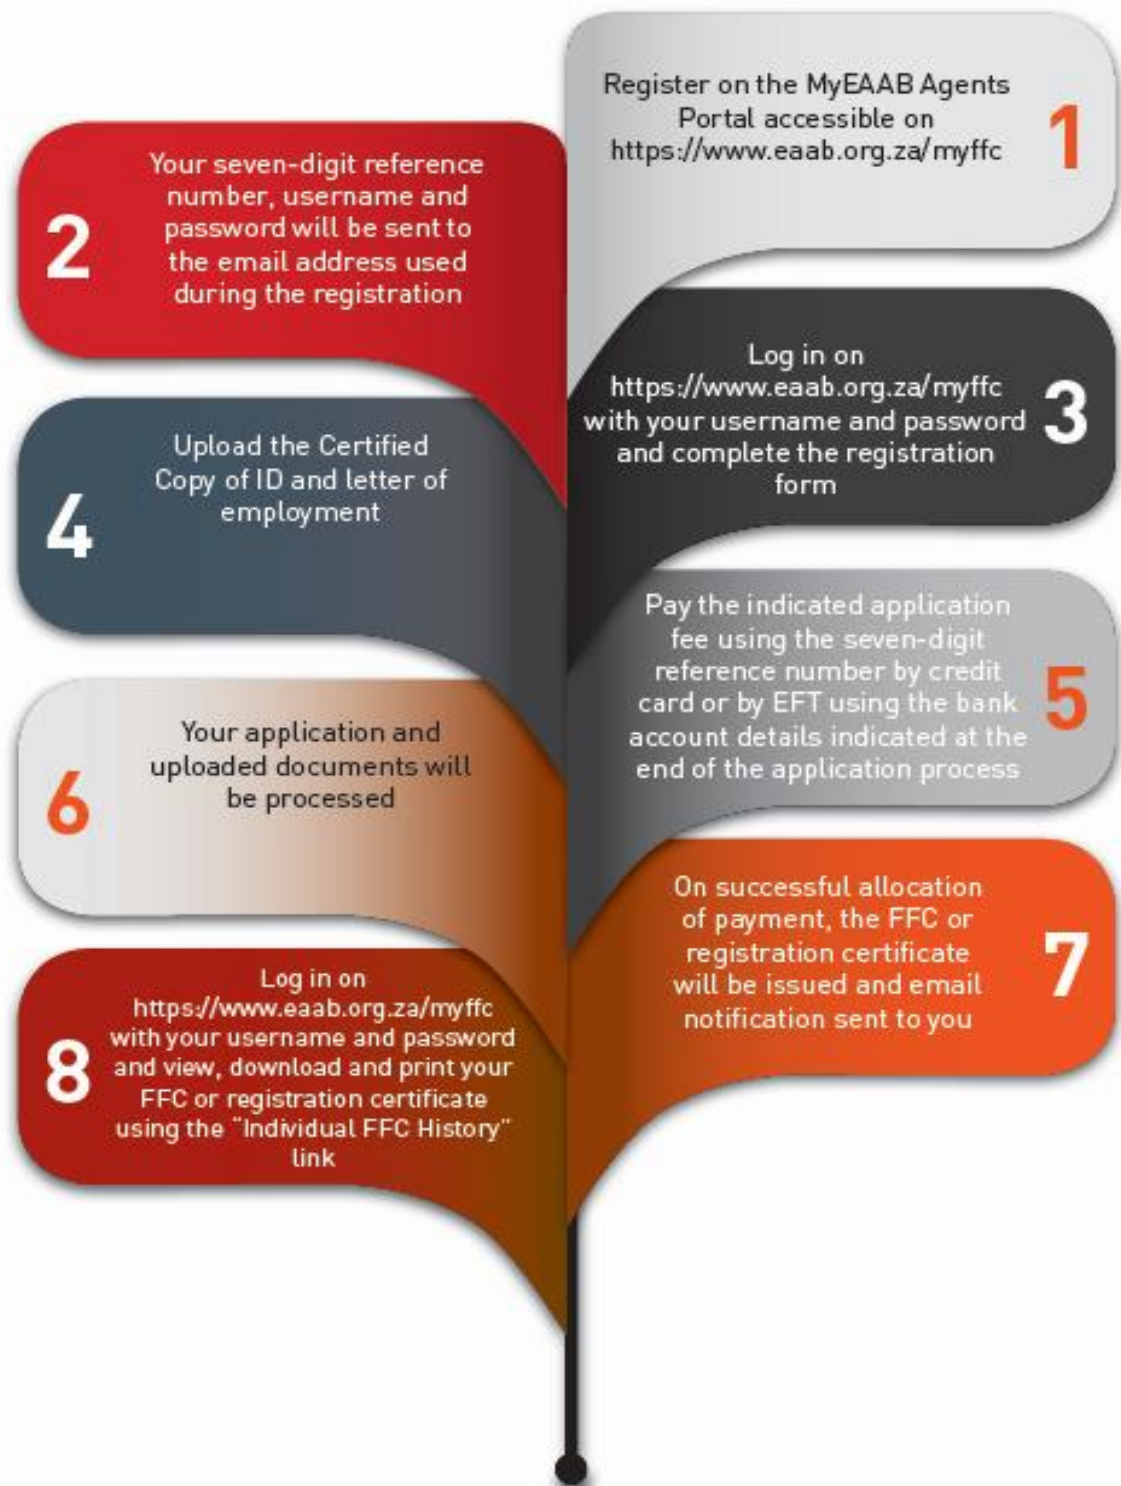 1
Register on the MyEAAB Agents
Portal accessible on
https://www.eaab.org.za/myffc
2
Your seven-digit reference
number, username and
password will be sent to
the email address used
during the registration
3
Log in on
https://www.eaab.org.za/myffc
with your username and password
and complete the registration
form
4
Upload the Certified
Copy of ID and letter of
employment
5
Pay the indicated application
fee using the seven-digit
reference number by credit
card or by EFT using the bank
account details indicated at the
end of the application process
6
Your application and
uploaded documents will
be processed
7
On successful allocation
of payment, the FFC or
registration certificate
will be issued and email
notification sent to you
8
Log in on
https://www.eaab.org.za/myffc
with your username and password
and view, download and print your
FFC or registration certificate
using the "Individual FFC History"
link